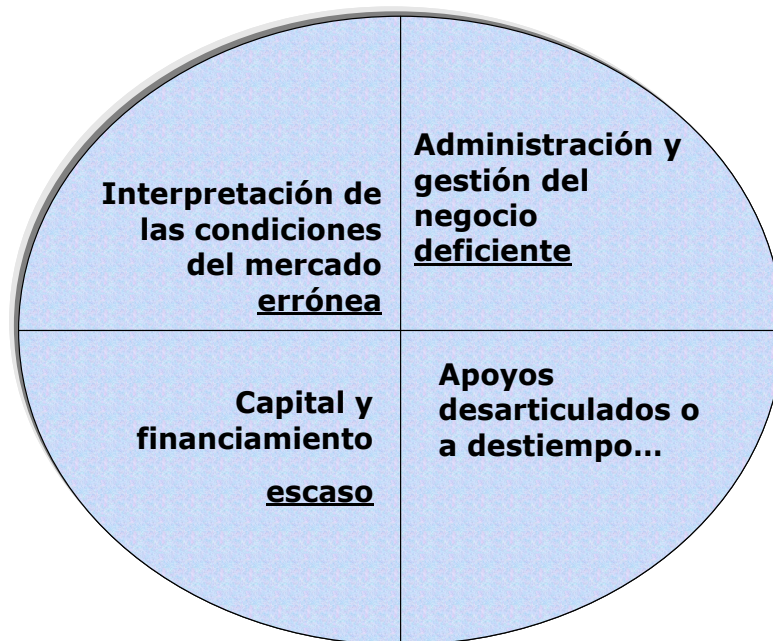 Interpretación de
las condiciones
del mercado
errónea
Administración y
gestión del
negocio
deficiente
Capital y
financiamiento
escaso
Apoyos
desarticulados o
a destiempo…